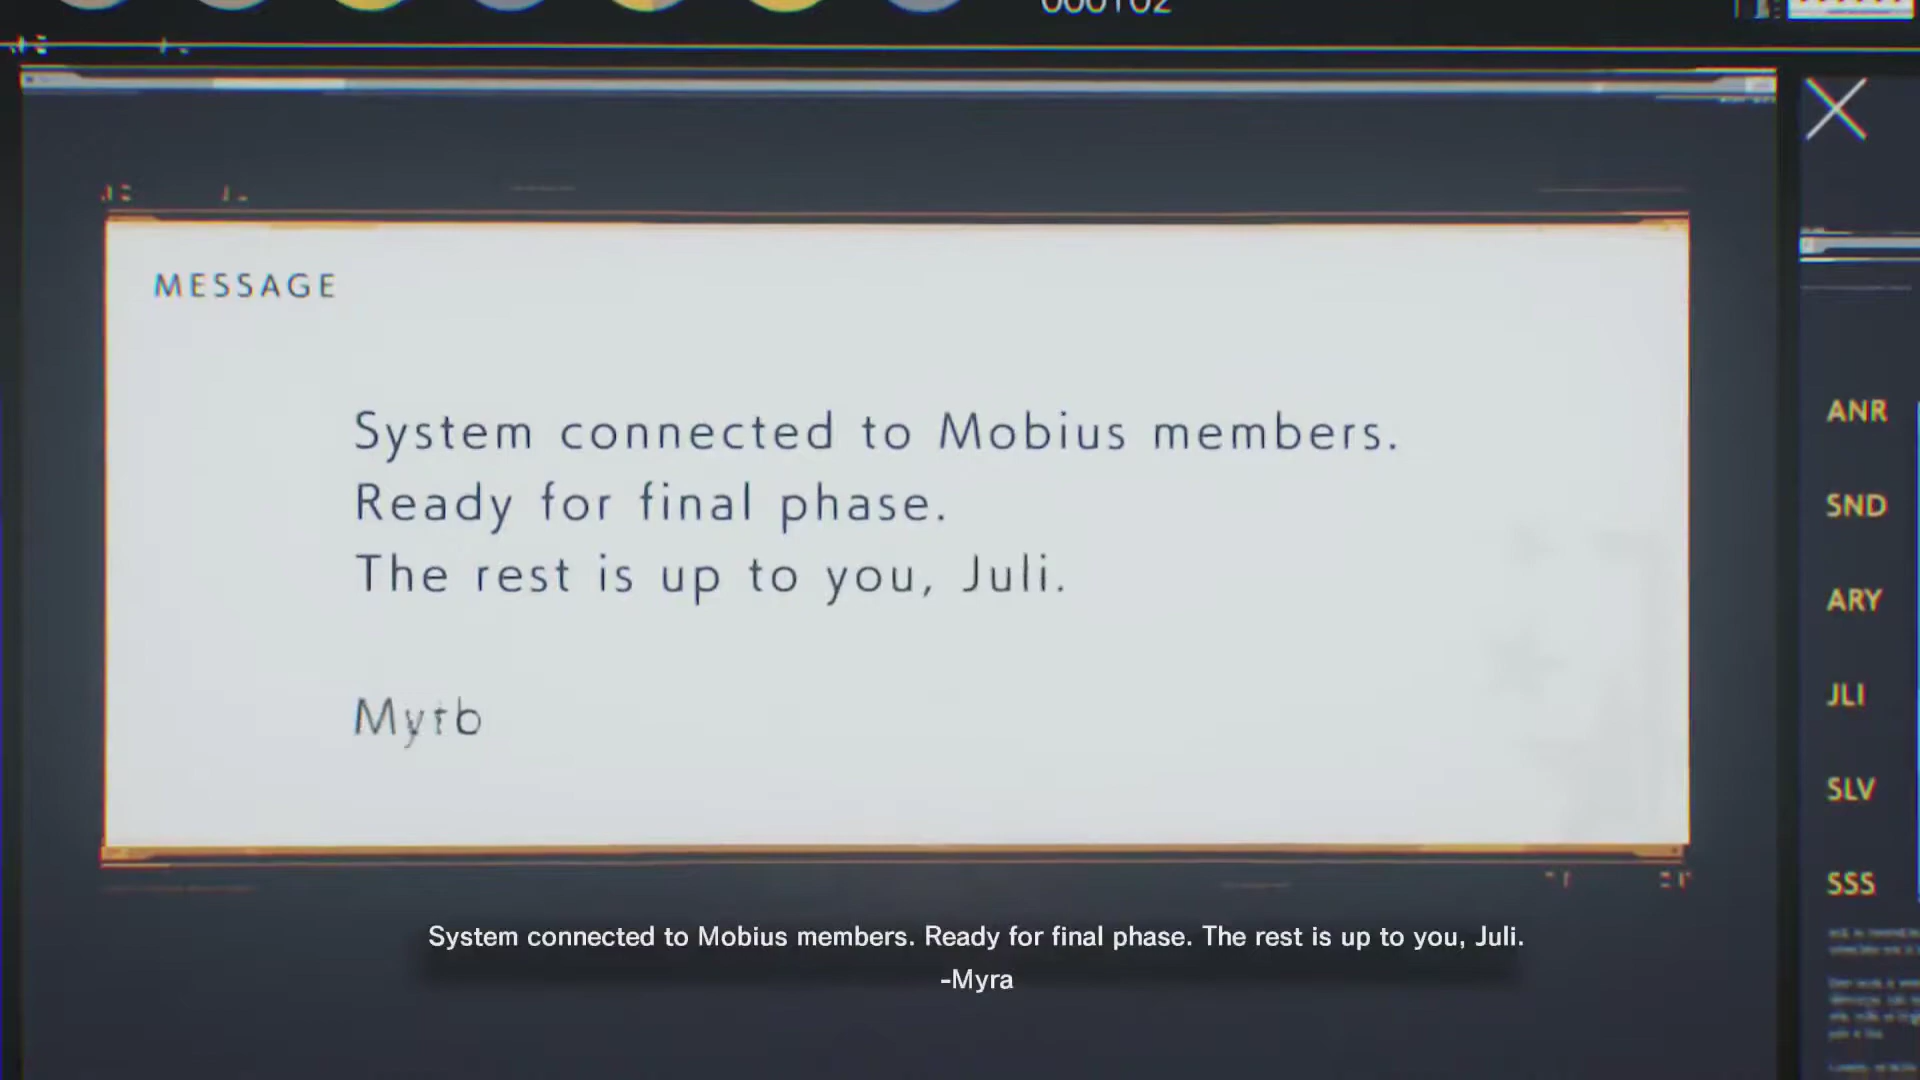 000102
MESSAGE
System connected to Mobius members.
Ready for final phase.
The rest is up to you, Juli.
Myrb
ANR
SND
ARY
JLI
SLV
SSS
System connected to Mobius members. Ready for final phase. The rest is up to you, Juli.
-Myra